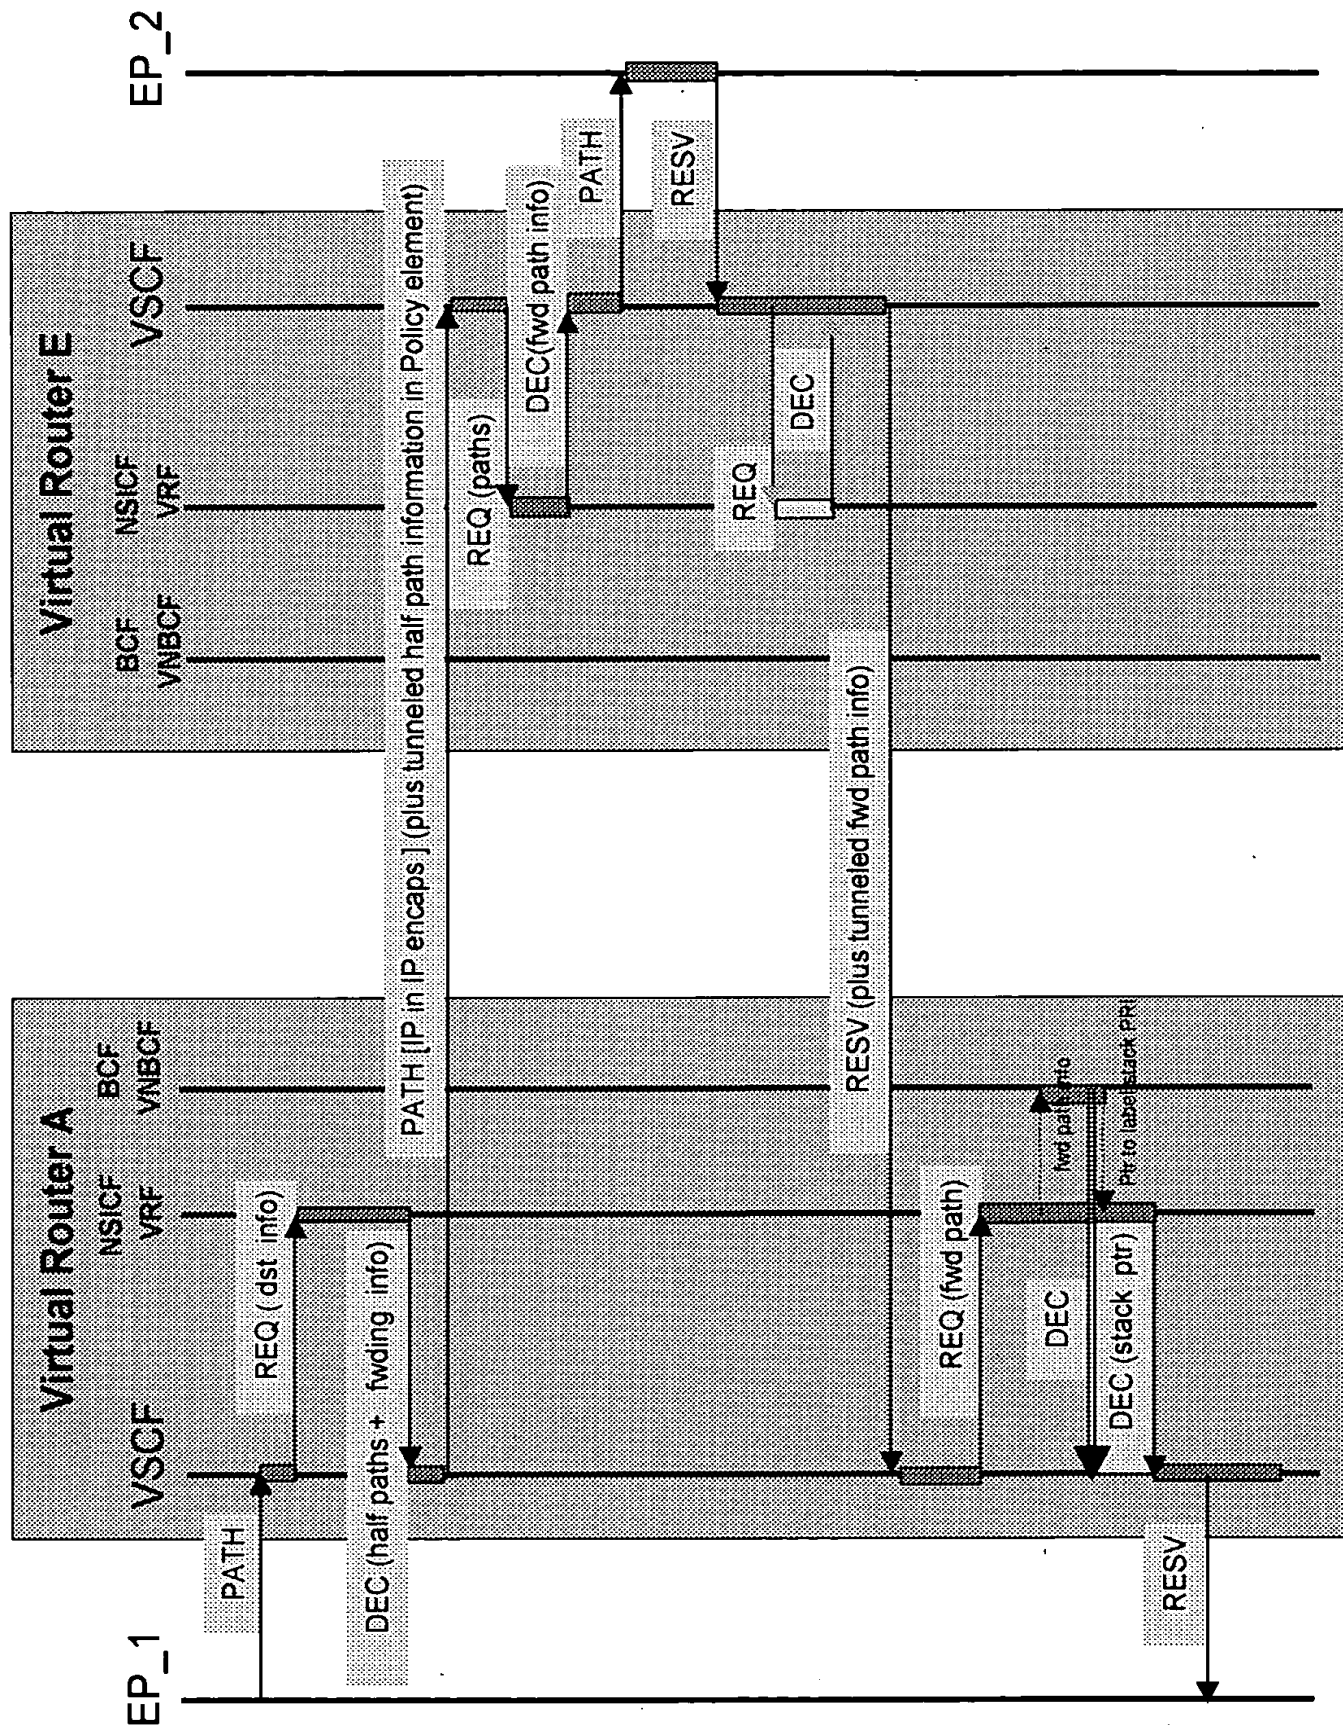 EP_1
Virtual Router A
VSCF
NSICF
VRF
BCF
VNBCF
Virtual Router E
BCF
VNBCF
NSICF
VRF
VSCF
EP_2
PATH
REQ ( dst info)
DEC (half paths + fwding info)
PATH [IP in IP encaps ] (plus tunneled half path information in Policy element)
REQ (paths)
DEC(fwd path info)
PATH
RESV
REQ
DEC
RESV (plus tunneled fwd path info)
REQ (fwd path)
fwd path info
DEC
Ptr to label stack PRI
DEC (stack ptr)
RESV